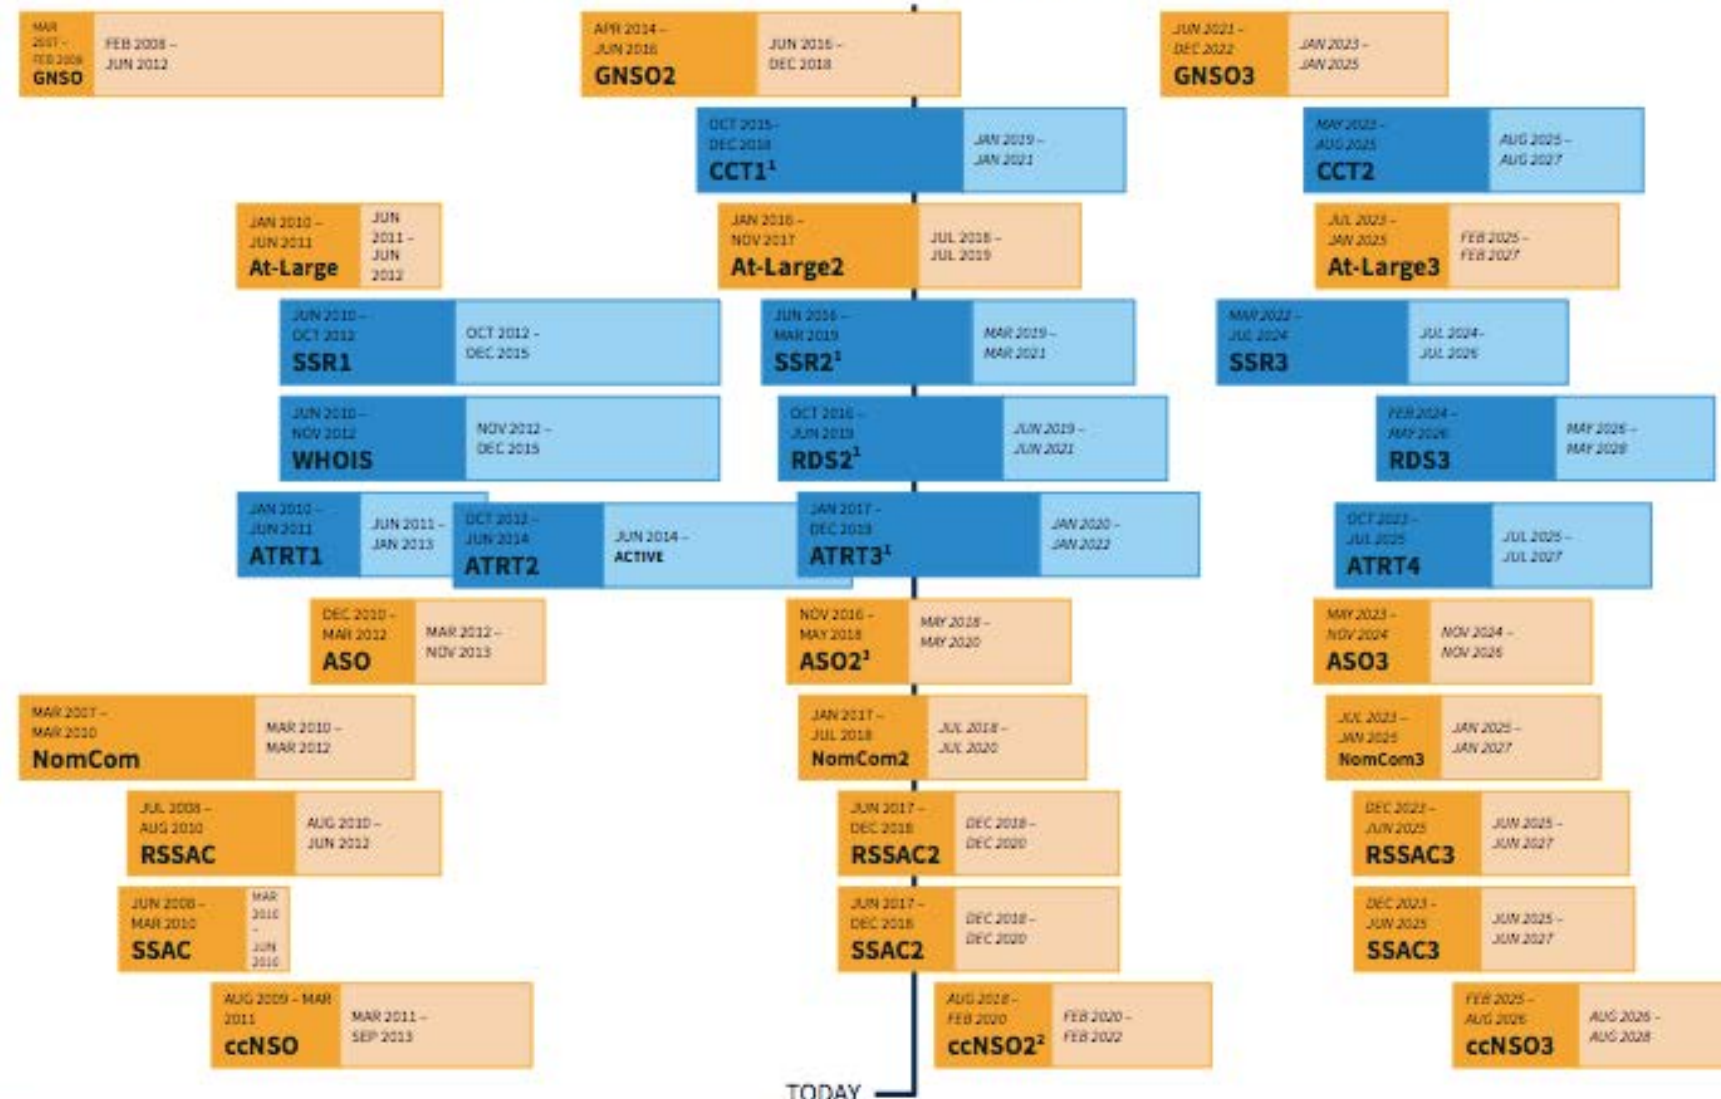 MAR
2007 –
FEB 2008
GNSO
FEB 2008 –
JUN 2012
APR 2014 –
JUN 2016
GNSO2
JUN 2016 –
DEC 2018
JUN 2021 –
DEC 2022
GNSO3
JAN 2023 –
JAN 2025
OCT 2015–
DEC 2018
CCT1¹
JAN 2019 –
JAN 2021
MAY 2023 –
AUG 2025
CCT2
AUG 2025 –
AUG 2027
JAN 2010 –
JUN 2011
At-Large
JUN
2011 –
JUN
2012
JAN 2016 –
NOV 2017
At-Large2
JUL 2018 –
JUL 2019
JUL 2023 –
JAN 2025
At-Large3
FEB 2025 –
FEB 2027
JUN 2010 –
OCT 2012
SSR1
OCT 2012 –
DEC 2015
JUN 2016 –
MAR 2019
SSR2¹
MAR 2019 –
MAR 2021
MAR 2022 –
JUL 2024
SSR3
JUL 2024–
JUL 2026
JUN 2010 –
NOV 2012
WHOIS
NOV 2012 –
DEC 2015
OCT 2016 –
JUN 2019
RDS2¹
JUN 2019 –
JUN 2021
FEB 2024 –
MAY 2026
RDS3
MAY 2026 –
MAY 2028
JAN 2010 –
JUN 2011
ATRT1
JUN 2011 –
JAN 2013
OCT 2012 –
JUN 2014
ATRT2
JUN 2014 –
ACTIVE
JAN 2017 –
DEC 2019
ATRT3¹
JAN 2020 –
JAN 2022
OCT 2023 –
JUL 2025
ATRT4
JUL 2025 –
JUL 2027
DEC 2010 –
MAR 2012
ASO
MAR 2012 –
NOV 2013
NOV 2016 –
MAY 2018
ASO2³
MAY 2018 –
MAY 2020
MAY 2023 –
NOV 2024
ASO3
NOV 2024 –
NOV 2026
MAR 2007 –
MAR 2010
NomCom
MAR 2010 –
MAR 2012
JAN 2017 –
JUL 2018
NomCom2
JUL 2018 –
JUL 2020
JUL 2023 –
JAN 2025
NomCom3
JAN 2025 –
JAN 2027
JUL 2008 –
AUG 2010
RSSAC
AUG 2010 –
JUN 2012
JUN 2017 –
DEC 2018
RSSAC2
DEC 2018 –
DEC 2020
DEC 2023 –
JUN 2025
RSSAC3
JUN 2025 –
JUN 2027
JUN 2008 –
MAR 2010
SSAC
MAR
2010
–
JUN
2010
JUN 2017 –
DEC 2018
SSAC2
DEC 2018 –
DEC 2020
DEC 2023 –
JUN 2025
SSAC3
JUN 2025 –
JUN 2027
AUG 2009 – MAR
2011
ccNSO
MAR 2011 –
SEP 2013
AUG 2018 –
FEB 2020
ccNSO2²
FEB 2020 –
FEB 2022
FEB 2025 –
AUG 2026
ccNSO3
AUG 2026 –
AUG 2028
TODAY